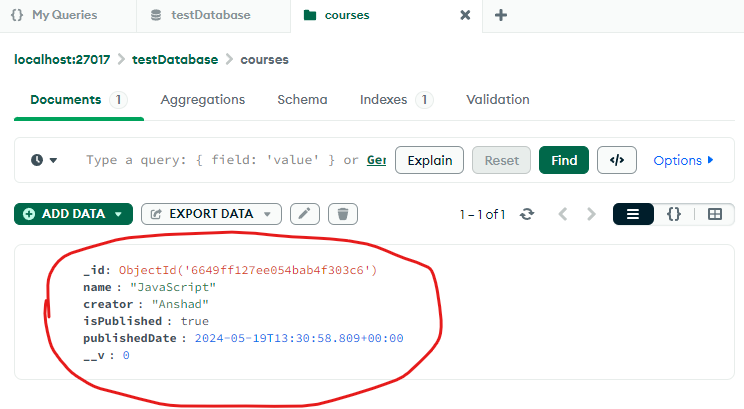 {} My Queries testDatabase courses
localhost:27017 > testDatabase > courses
Documents 1 Aggregations Schema Indexes 1 Validation
Type a query: { field: 'value' } or Gen Explain Reset Find </> Options
ADD DATA EXPORT DATA 1 – 1 of 1 {}
_id: ObjectId('6649ff127ee054bab4f303c6')
name : "JavaScript"
creator : "Anshad"
isPublished : true
publishedDate : 2024-05-19T13:30:58.809+00:00
__v : 0